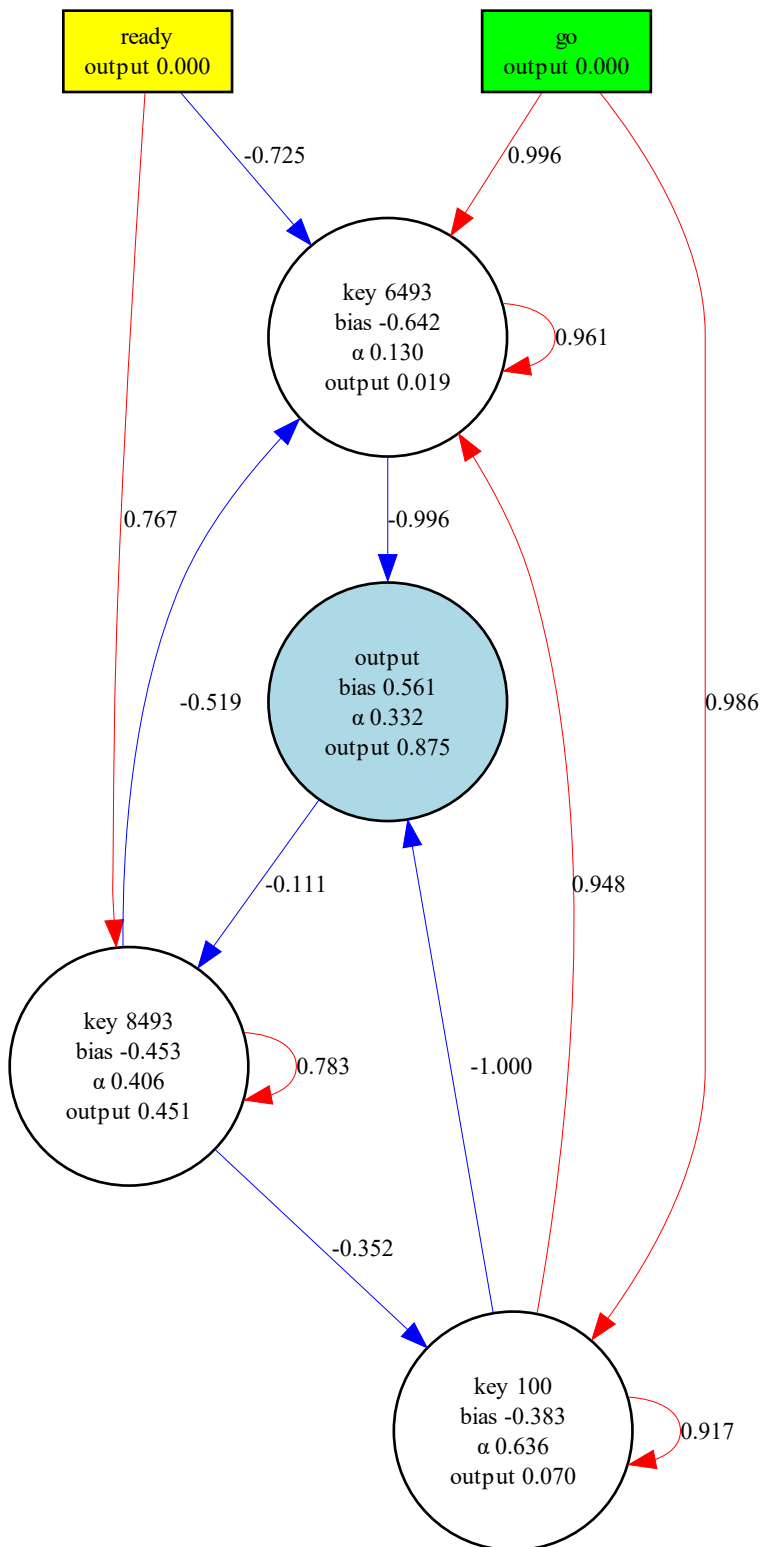 ready
output 0.000
go
output 0.000
-0.725
0.996
key 6493
bias -0.642
α 0.130
output 0.019
0.961
0.767
-0.996
-0.519
output
bias 0.561
α 0.332
output 0.875
0.986
-0.111
0.948
key 8493
bias -0.453
α 0.406
output 0.451
0.783
-1.000
-0.352
key 100
bias -0.383
α 0.636
output 0.070
0.917